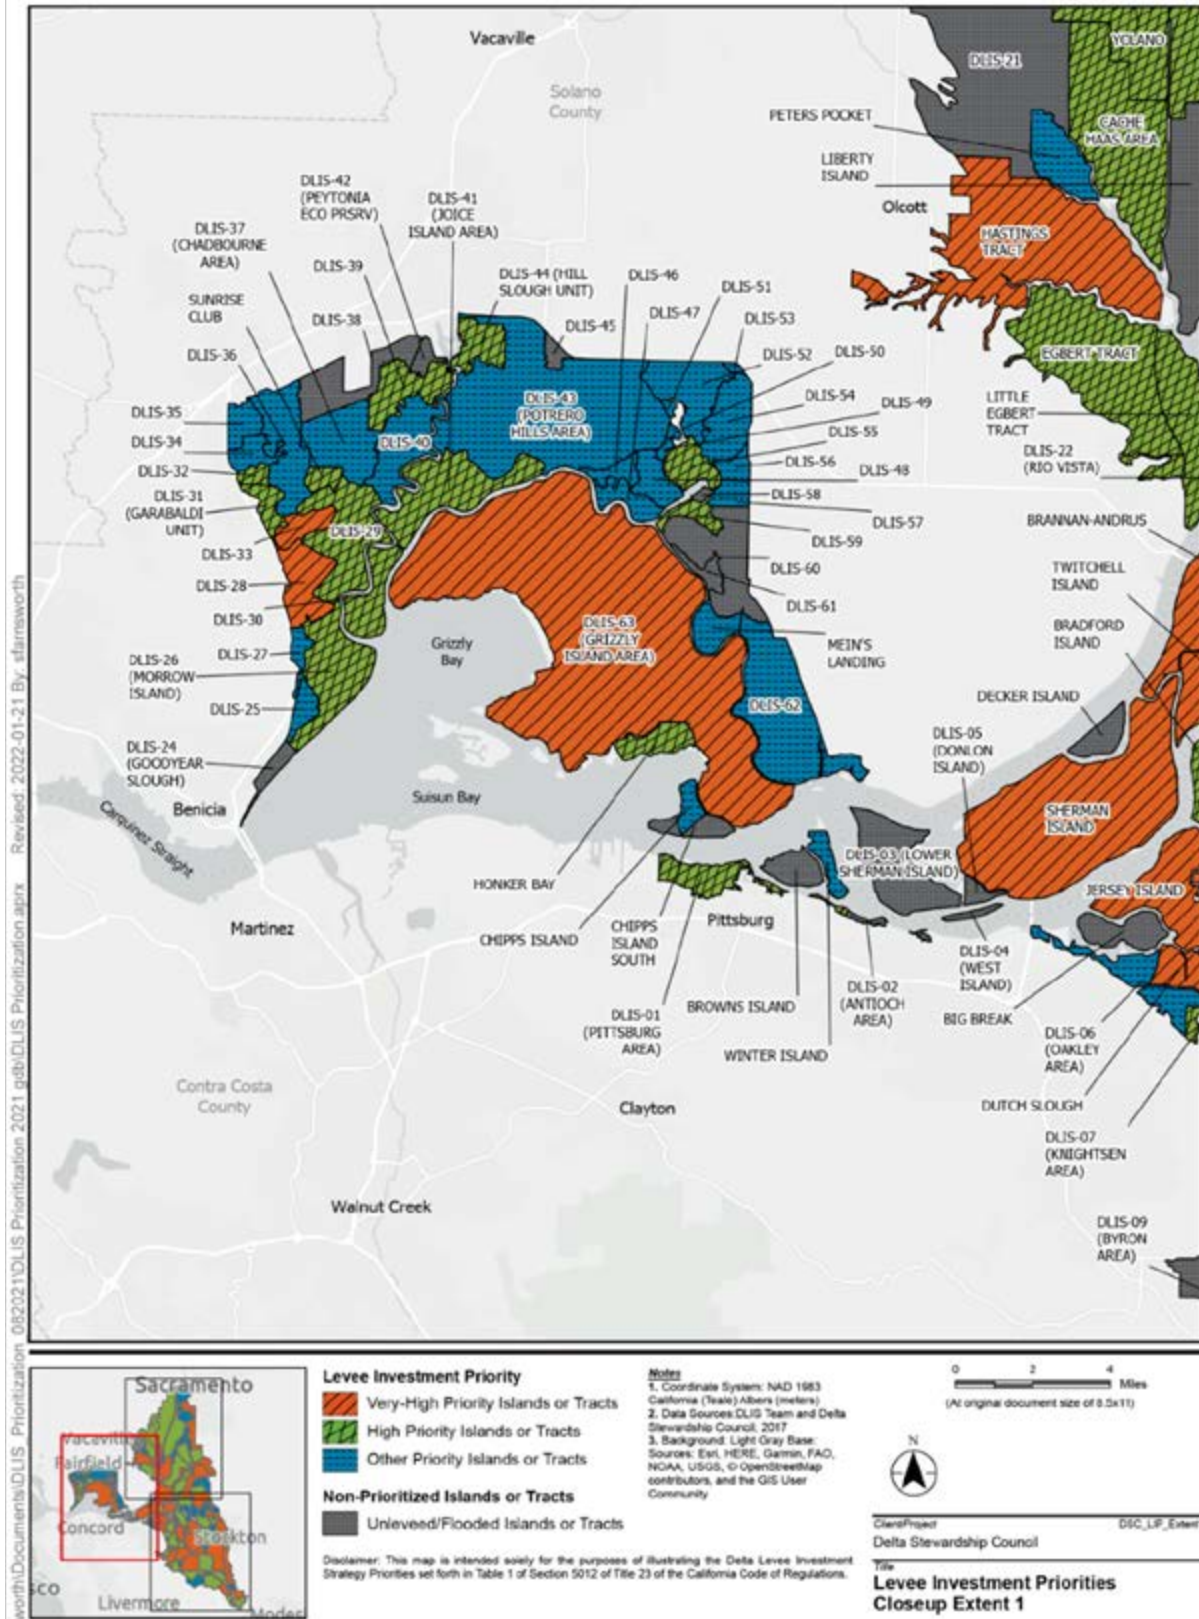 Vacaville
Solano
County
DLIS-21
YOLANO
PETERS POCKET
CACHE
HAAS AREA
LIBERTY
ISLAND
Olcott
HASTINGS
TRACT
DLIS-42
(PEYTONIA
ECO PRSRV)
DLIS-41
(JOICE
ISLAND AREA)
DLIS-37
(CHADBOURNE
AREA)
DLIS-39
DLIS-44 (HILL
SLOUGH UNIT)
DLIS-46
DLIS-51
SUNRISE
CLUB
DLIS-38
DLIS-45
DLIS-47
DLIS-53
DLIS-36
DLIS-52
DLIS-50
EGBERT TRACT
DLIS-35
DLIS-43
(POTRERO
HILLS AREA)
DLIS-54
DLIS-49
LITTLE
EGBERT
TRACT
DLIS-34
DLIS-40
DLIS-55
DLIS-32
DLIS-56
DLIS-48
DLIS-22
(RIO VISTA)
DLIS-31
(GARABALDI
UNIT)
DLIS-58
DLIS-57
DLIS-29
DLIS-33
DLIS-59
BRANNAN-ANDRUS
DLIS-28
DLIS-60
TWITCHELL
ISLAND
DLIS-30
DLIS-61
DLIS-63
(GRIZZLY
ISLAND AREA)
BRADFORD
ISLAND
Grizzly
Bay
DLIS-27
MEIN'S
LANDING
DLIS-26
(MORROW
ISLAND)
DLIS-25
DLIS-62
DECKER ISLAND
DLIS-24
(GOODYEAR
SLOUGH)
DLIS-05
(DONLON
ISLAND)
Benicia
Suisun Bay
Carquinez Straight
SHERMAN
ISLAND
DLIS-03 (LOWER
SHERMAN ISLAND)
HONKER BAY
JERSEY ISLAND
Martinez
CHIPPS ISLAND
CHIPPS
ISLAND
SOUTH
Pittsburg
DLIS-04
(WEST
ISLAND)
DLIS-02
(ANTIOCH
AREA)
BROWNS ISLAND
BIG BREAK
DLIS-01
(PITTSBURG
AREA)
WINTER ISLAND
DLIS-06
(OAKLEY
AREA)
Contra Costa
County
Clayton
DUTCH SLOUGH
DLIS-07
(KNIGHTSEN
AREA)
Walnut Creek
DLIS-09
(BYRON
AREA)
worth\Documents\DLIS_Prioritization_082021\DLIS Prioritization 2021 gdb\DLIS Prioritization.aprx Revised: 2022-01-21 By: sfarnsworth
Sacramento
Vacaville
Fairfield
Concord
Stockton
sco
Livermore
Modes
Levee Investment Priority
Very-High Priority Islands or Tracts
High Priority Islands or Tracts
Other Priority Islands or Tracts
Non-Prioritized Islands or Tracts
Unleveed/Flooded Islands or Tracts
Disclaimer: This map is intended solely for the purposes of illustrating the Delta Levee Investment
Strategy Priorities set forth in Table 1 of Section 5012 of Title 23 of the California Code of Regulations.
Notes
1. Coordinate System: NAD 1983
California (Teale) Albers (meters)
2. Data Sources:DLIS Team and Delta
Stewardship Council, 2017
3. Background: Light Gray Base:
Sources: Esri, HERE, Garmin, FAO,
NOAA, USGS, © OpenStreetMap
contributors, and the GIS User
Community
0 2 4
Miles
(At original document size of 8.5x11)
N
Client/Project DSC_LIP_Extent
Delta Stewardship Council
Title
Levee Investment Priorities
Closeup Extent 1